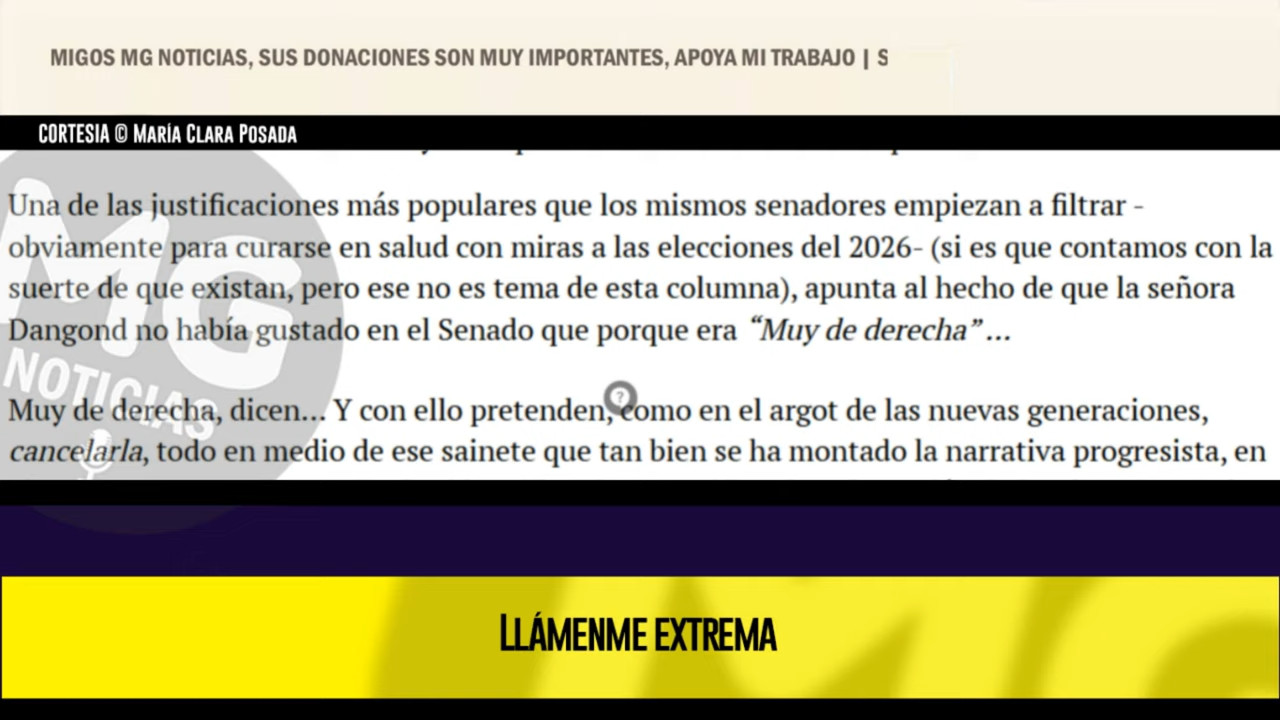 MIGOS MG NOTICIAS, SUS DONACIONES SON MUY IMPORTANTES, APOYA MI TRABAJO | S
CORTESIA © María Clara Posada
Una de las justificaciones más populares que los mismos senadores empiezan a filtrar -
obviamente para curarse en salud con miras a las elecciones del 2026- (si es que contamos con la
suerte de que existan, pero ese no es tema de esta columna), apunta al hecho de que la señora
Dangond no había gustado en el Senado que porque era “Muy de derecha”...
Muy de derecha, dicen... Y con ello pretenden, como en el argot de las nuevas generaciones,
cancelarla, todo en medio de ese sainete que tan bien se ha montado la narrativa progresista, en
MG
NOTICIAS
?
Llámenme extrema